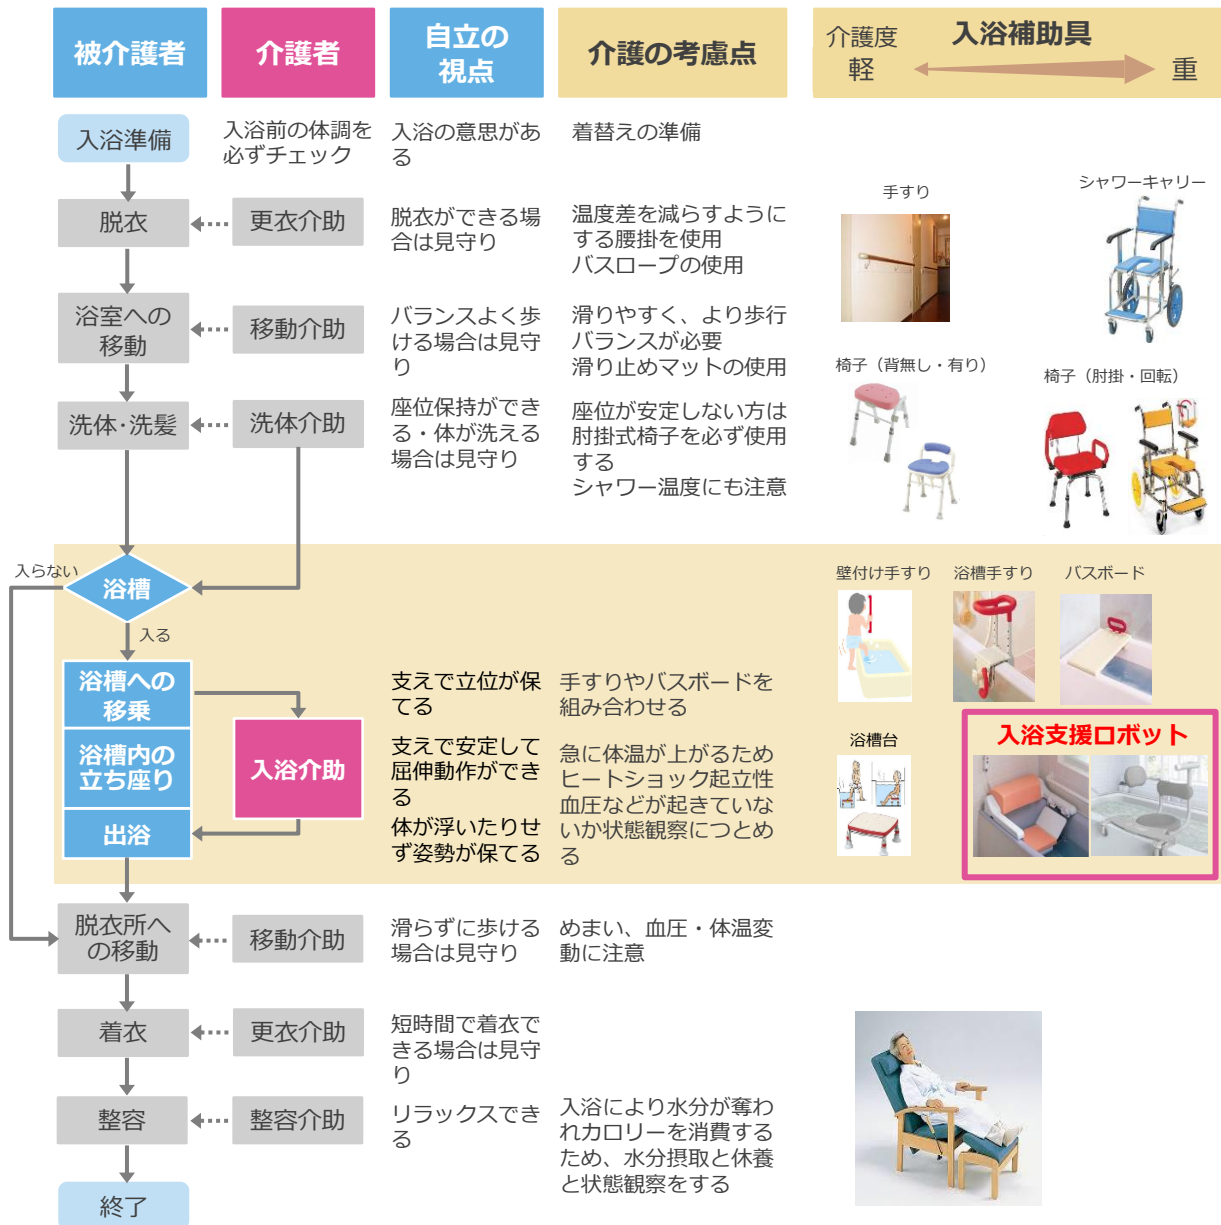 被介護者
介護者
自立の
視点
介護の考慮点
介護度
軽
入浴補助具
重
入浴準備
入浴前の体調を
必ずチェック
入浴の意思があ
る
着替えの準備
脱衣
更衣介助
脱衣ができる場
合は見守り
温度差を減らすように
する腰掛を使用
バスロープの使用
手すり
シャワーキャリー
浴室への
移動
移動介助
バランスよく歩
ける場合は見守
り
滑りやすく、より歩行
バランスが必要
滑り止めマットの使用
椅子（背無し・有り）
椅子（肘掛・回転）
洗体・洗髪
洗体介助
座位保持ができ
る・体が洗える
場合は見守り
座位が安定しない方は
肘掛式椅子を必ず使用
する
シャワー温度にも注意
入らない
浴槽
入る
壁付け手すり
浴槽手すり
バスボード
浴槽への
移乗
支えで立位が保
てる
手すりやバスボードを
組み合わせる
浴槽内の
立ち座り
入浴介助
支えで安定して
屈伸動作ができ
る
急に体温が上がるため
ヒートショック起立性
血圧などが起きていな
いか状態観察につとめ
る
浴槽台
入浴支援ロボット
出浴
体が浮いたりせ
ず姿勢が保てる
脱衣所へ
の移動
移動介助
滑らずに歩ける
場合は見守り
めまい、血圧・体温変
動に注意
着衣
更衣介助
短時間で着衣で
きる場合は見守
り
整容
整容介助
リラックスでき
る
入浴により水分が奪わ
れカロリーを消費する
ため、水分摂取と休養
と状態観察をする
終了